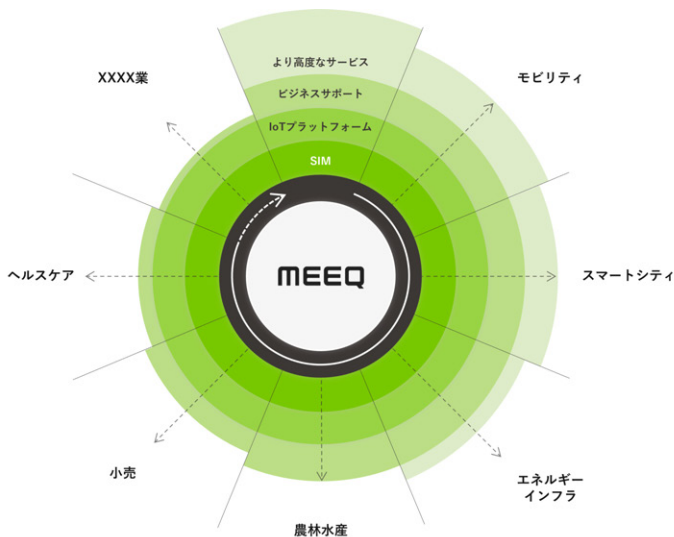 より高度なサービス
ビジネスサポート
IoTプラットフォーム
SIM
MEEQ
XXXX業
モビリティ
ヘルスケア
スマートシティ
小売
エネルギー
インフラ
農林水産